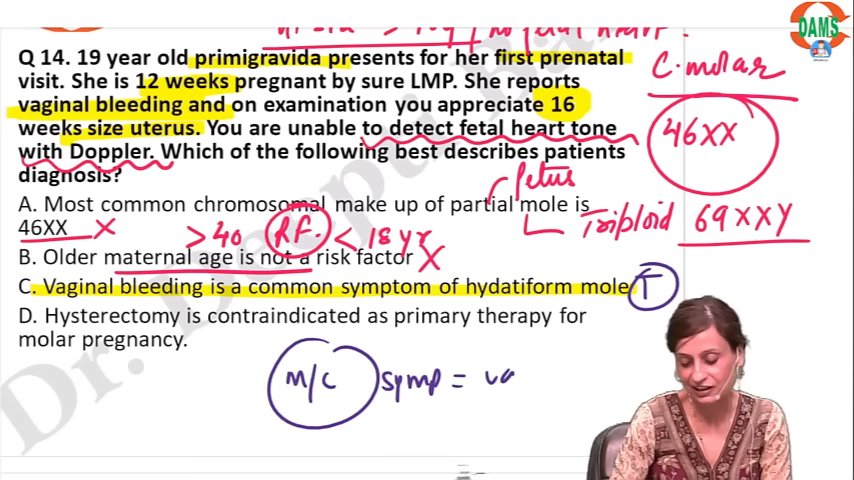 DAMS
C. molar
Q 14. 19 year old primigravida presents for her first prenatal
visit. She is 12 weeks pregnant by sure LMP. She reports
vaginal bleeding and on examination you appreciate 16
weeks size uterus. You are unable to detect fetal heart tone
with Doppler. Which of the following best describes patients
diagnosis?
46XX
fetus
A. Most common chromosomal make up of partial mole is
46XX X
Triploid 69XXY
>40 RF. < 18 yr
B. Older maternal age is not a risk factor X
C. Vaginal bleeding is a common symptom of hydatiform mole T
D. Hysterectomy is contraindicated as primary therapy for
molar pregnancy.
M/C symp = va